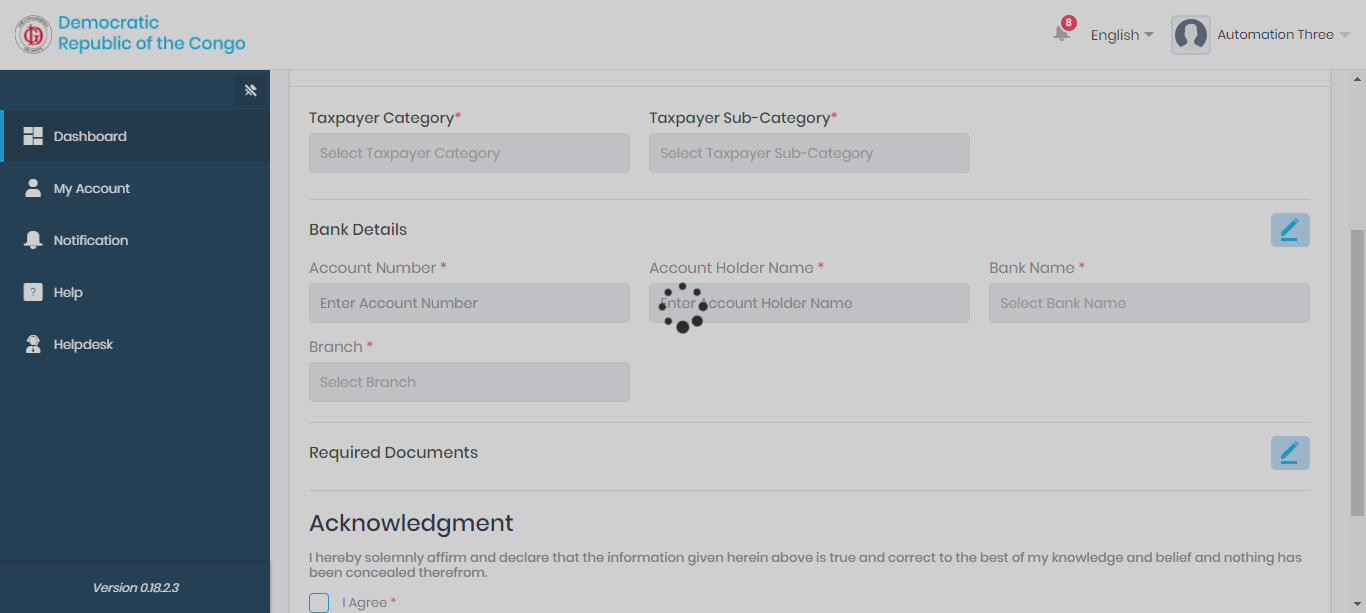 Democratic
Republic of the Congo
8
English
Automation Three
Dashboard
My Account
Notification
? Help
Helpdesk
Version 0.18.2.3
Taxpayer Category* Taxpayer Sub-Category*
Select Taxpayer Category Select Taxpayer Sub-Category
Bank Details
Account Number * Account Holder Name * Bank Name *
Enter Account Number Enter Account Holder Name Select Bank Name
Branch *
Select Branch
Required Documents
Acknowledgment
I hereby solemnly affirm and declare that the information given herein above is true and correct to the best of my knowledge and belief and nothing has
been concealed therefrom.
I Agree *